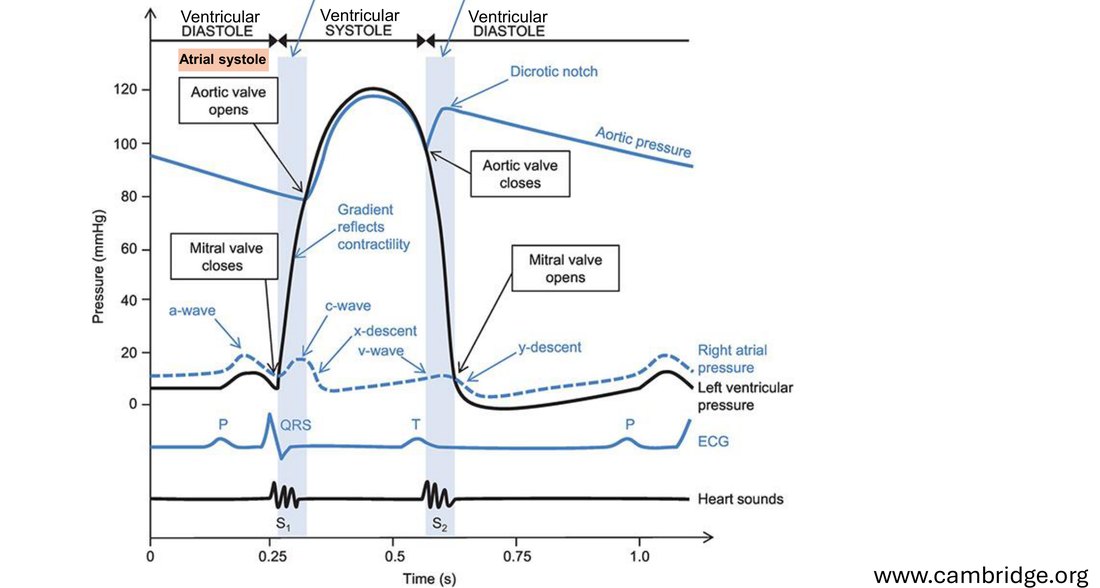 Ventricular
DIASTOLE
Ventricular
SYSTOLE
Ventricular
DIASTOLE
Atrial systole
Aortic valve
opens
Dicrotic notch
Aortic pressure
Aortic valve
closes
Gradient
reflects
contractility
Mitral valve
closes
Mitral valve
opens
a-wave
c-wave
x-descent
v-wave
y-descent
Right atrial
pressure
Left ventricular
pressure
P
QRS
T
P
ECG
Heart sounds
S₁
S₂
Pressure (mmHg)
120
100
80
60
40
20
0
0
0.25
0.5
0.75
1.0
Time (s)
www.cambridge.org